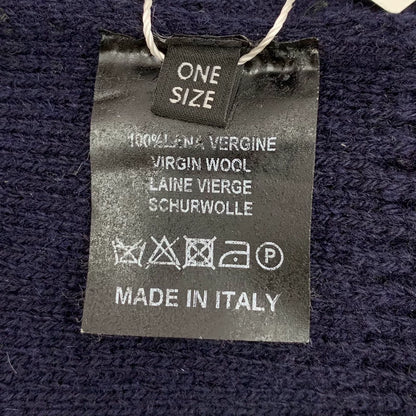 ONE
SIZE
100%LANA VERGINE
VIRGIN WOOL
LAINE VIERGE
SCHURWOLLE
P
MADE IN ITALY